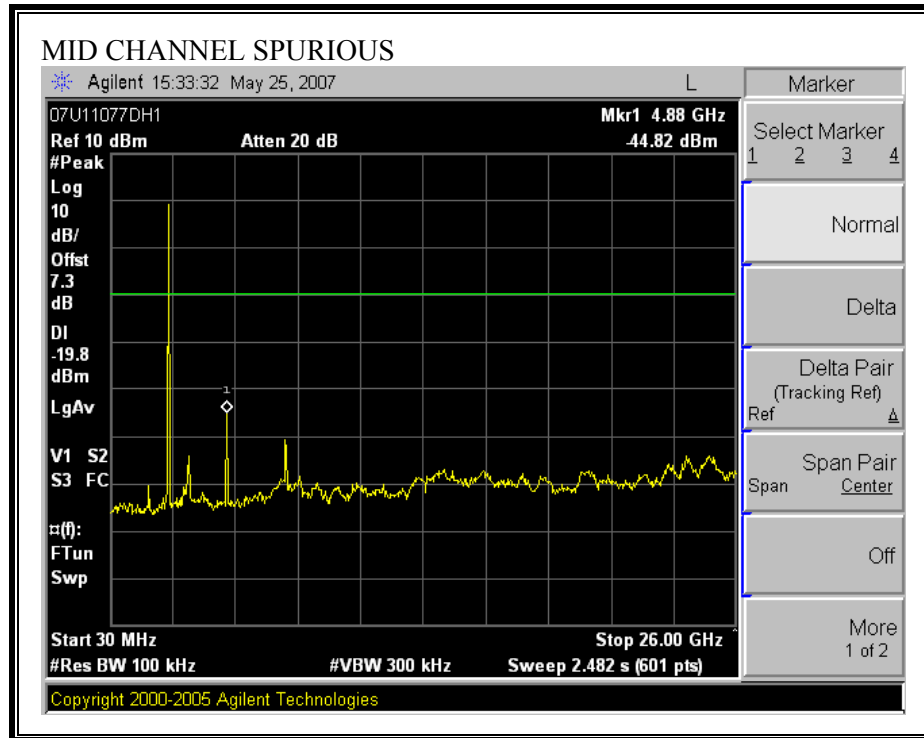 MID CHANNEL SPURIOUS
Agilent 15:33:32 May 25, 2007 L
07U11077DH1 Mkr1 4.88 GHz
Ref 10 dBm Atten 20 dB -44.82 dBm
#Peak
Log
10
dB/
Offst
7.3
dB
DI
-19.8
dBm
LgAv
V1 S2
S3 FC
¤(f):
FTun
Swp
1
Start 30 MHz Stop 26.00 GHz
#Res BW 100 kHz #VBW 300 kHz Sweep 2.482 s (601 pts)
Copyright 2000-2005 Agilent Technologies
Marker
Select Marker
1 2 3 4
Normal
Delta
Delta Pair
(Tracking Ref)
Ref Δ
Span Pair
Span Center
Off
More
1 of 2